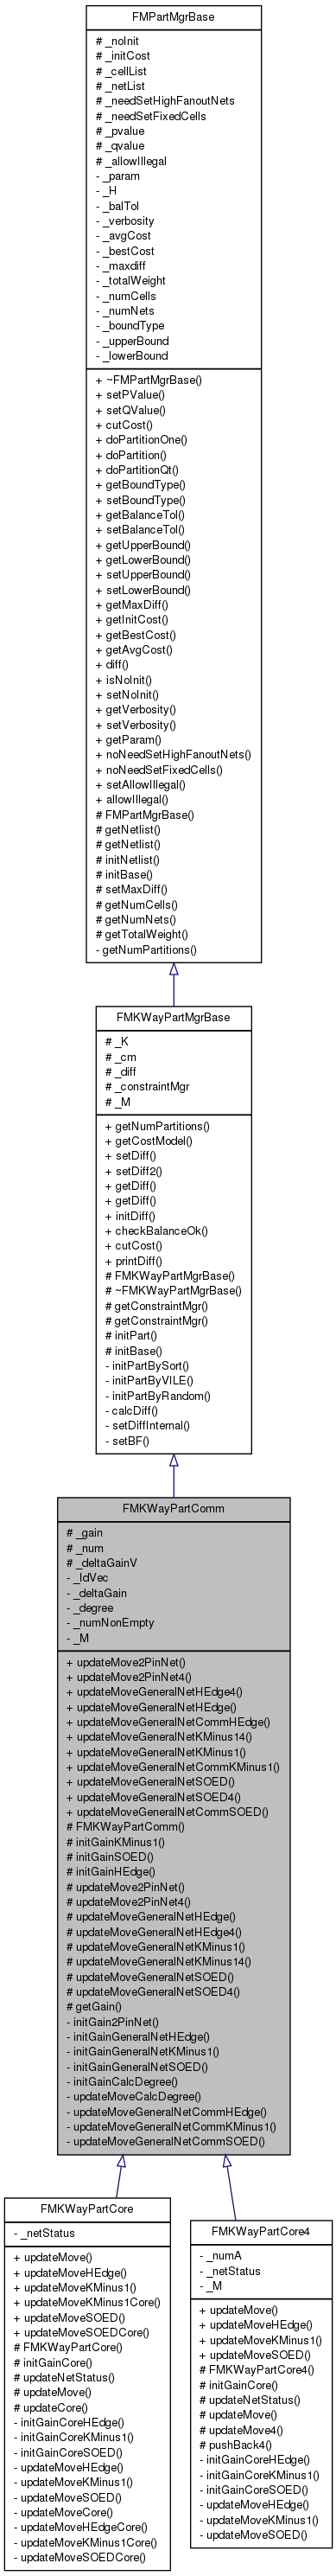 FMPartMgrBase
# _noInit
# _initCost
# _cellList
# _netList
# _needSetHighFanoutNets
# _needSetFixedCells
# _pvalue
# _qvalue
# _allowIllegal
- _param
- _H
- _balTol
- _verbosity
- _avgCost
- _bestCost
- _maxdiff
- _totalWeight
- _numCells
- _numNets
- _boundType
- _upperBound
- _lowerBound
+ ~FMPartMgrBase()
+ setPValue()
+ setQValue()
+ cutCost()
+ doPartitionOne()
+ doPartition()
+ doPartitionQt()
+ getBoundType()
+ setBoundType()
+ getBalanceTol()
+ setBalanceTol()
+ getUpperBound()
+ getLowerBound()
+ setUpperBound()
+ setLowerBound()
+ getMaxDiff()
+ getInitCost()
+ getBestCost()
+ getAvgCost()
+ diff()
+ isNoInit()
+ setNoInit()
+ getVerbosity()
+ setVerbosity()
+ getParam()
+ noNeedSetHighFanoutNets()
+ noNeedSetFixedCells()
+ setAllowIllegal()
+ allowIllegal()
# FMPartMgrBase()
# getNetlist()
# getNetlist()
# initNetlist()
# initBase()
# setMaxDiff()
# getNumCells()
# getNumNets()
# getTotalWeight()
- getNumPartitions()
FMKWayPartMgrBase
# _K
# _cm
# _diff
# _constraintMgr
# _M
+ getNumPartitions()
+ getCostModel()
+ setDiff()
+ setDiff2()
+ getDiff()
+ getDiff()
+ initDiff()
+ checkBalanceOk()
+ cutCost()
+ printDiff()
# FMKWayPartMgrBase()
# ~FMKWayPartMgrBase()
# getConstraintMgr()
# getConstraintMgr()
# initPart()
# initBase()
- initPartBySort()
- initPartByVILE()
- initPartByRandom()
- calcDiff()
- setDiffInternal()
- setBF()
FMKWayPartComm
# _gain
# _num
# _deltaGainV
- _IdVec
- _deltaGain
- _degree
- _numNonEmpty
- _M
+ updateMove2PinNet()
+ updateMove2PinNet4()
+ updateMoveGeneralNetHEdge4()
+ updateMoveGeneralNetHEdge()
+ updateMoveGeneralNetCommHEdge()
+ updateMoveGeneralNetKMinus14()
+ updateMoveGeneralNetKMinus1()
+ updateMoveGeneralNetCommKMinus1()
+ updateMoveGeneralNetSOED()
+ updateMoveGeneralNetSOED4()
+ updateMoveGeneralNetCommSOED()
# FMKWayPartComm()
# initGainKMinus1()
# initGainSOED()
# initGainHEdge()
# updateMove2PinNet()
# updateMove2PinNet4()
# updateMoveGeneralNetHEdge()
# updateMoveGeneralNetHEdge4()
# updateMoveGeneralNetKMinus1()
# updateMoveGeneralNetKMinus14()
# updateMoveGeneralNetSOED()
# updateMoveGeneralNetSOED4()
# getGain()
- initGain2PinNet()
- initGainGeneralNetHEdge()
- initGainGeneralNetKMinus1()
- initGainGeneralNetSOED()
- initGainCalcDegree()
- updateMoveCalcDegree()
- updateMoveGeneralNetCommHEdge()
- updateMoveGeneralNetCommKMinus1()
- updateMoveGeneralNetCommSOED()
FMKWayPartCore
- _netStatus
+ updateMove()
+ updateMoveHEdge()
+ updateMoveKMinus1()
+ updateMoveKMinus1Core()
+ updateMoveSOED()
+ updateMoveSOEDCore()
# FMKWayPartCore()
# initGainCore()
# updateNetStatus()
# updateMove()
# updateCore()
- initGainCoreHEdge()
- initGainCoreKMinus1()
- initGainCoreSOED()
- updateMoveHEdge()
- updateMoveKMinus1()
- updateMoveSOED()
- updateMoveCore()
- updateMoveHEdgeCore()
- updateMoveKMinus1Core()
- updateMoveSOEDCore()
FMKWayPartCore4
- _numA
- _netStatus
- _M
+ updateMove()
+ updateMoveHEdge()
+ updateMoveKMinus1()
+ updateMoveSOED()
# FMKWayPartCore4()
# initGainCore()
# updateNetStatus()
# updateMove()
# updateMove4()
# pushBack4()
- initGainCoreHEdge()
- initGainCoreKMinus1()
- initGainCoreSOED()
- updateMoveHEdge()
- updateMoveKMinus1()
- updateMoveSOED()